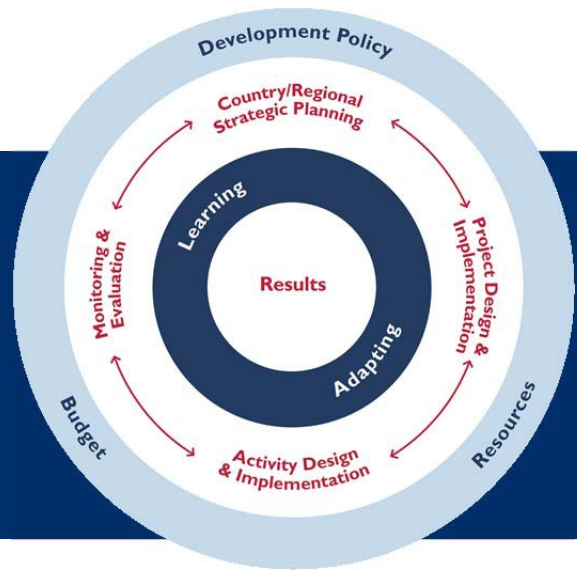 Development Policy
Country/Regional
Strategic Planning
Learning
Monitoring &
Evaluation
Results
Project Design &
Implementation
Adapting
Budget
Resources
Activity Design
& Implementation